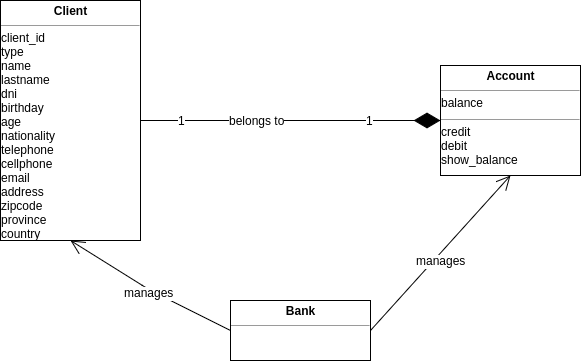 Client
client_id
type
name
lastname
dni
birthday
age
nationality
telephone
cellphone
email
address
zipcode
province
country
1 belongs to 1
Account
balance
credit
debit
show_balance
manages
manages
Bank